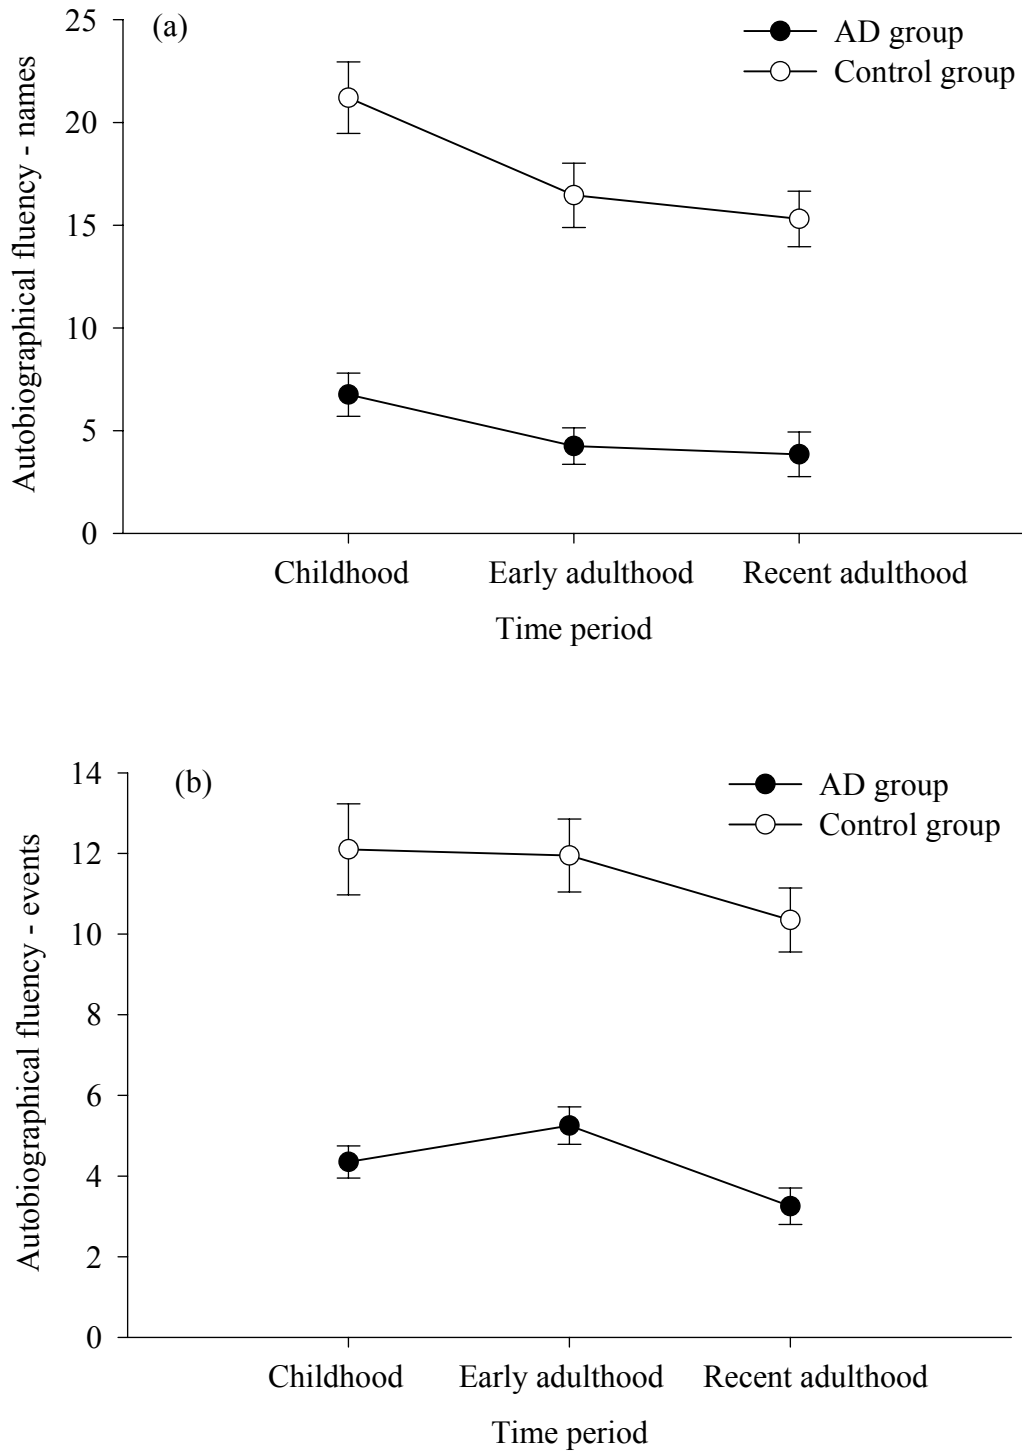 (a)
AD group
Control group
25
20
15
10
5
0
Autobiographical fluency - names
Childhood
Early adulthood
Recent adulthood
Time period
(b)
AD group
Control group
14
12
10
8
6
4
2
0
Autobiographical fluency - events
Childhood
Early adulthood
Recent adulthood
Time period